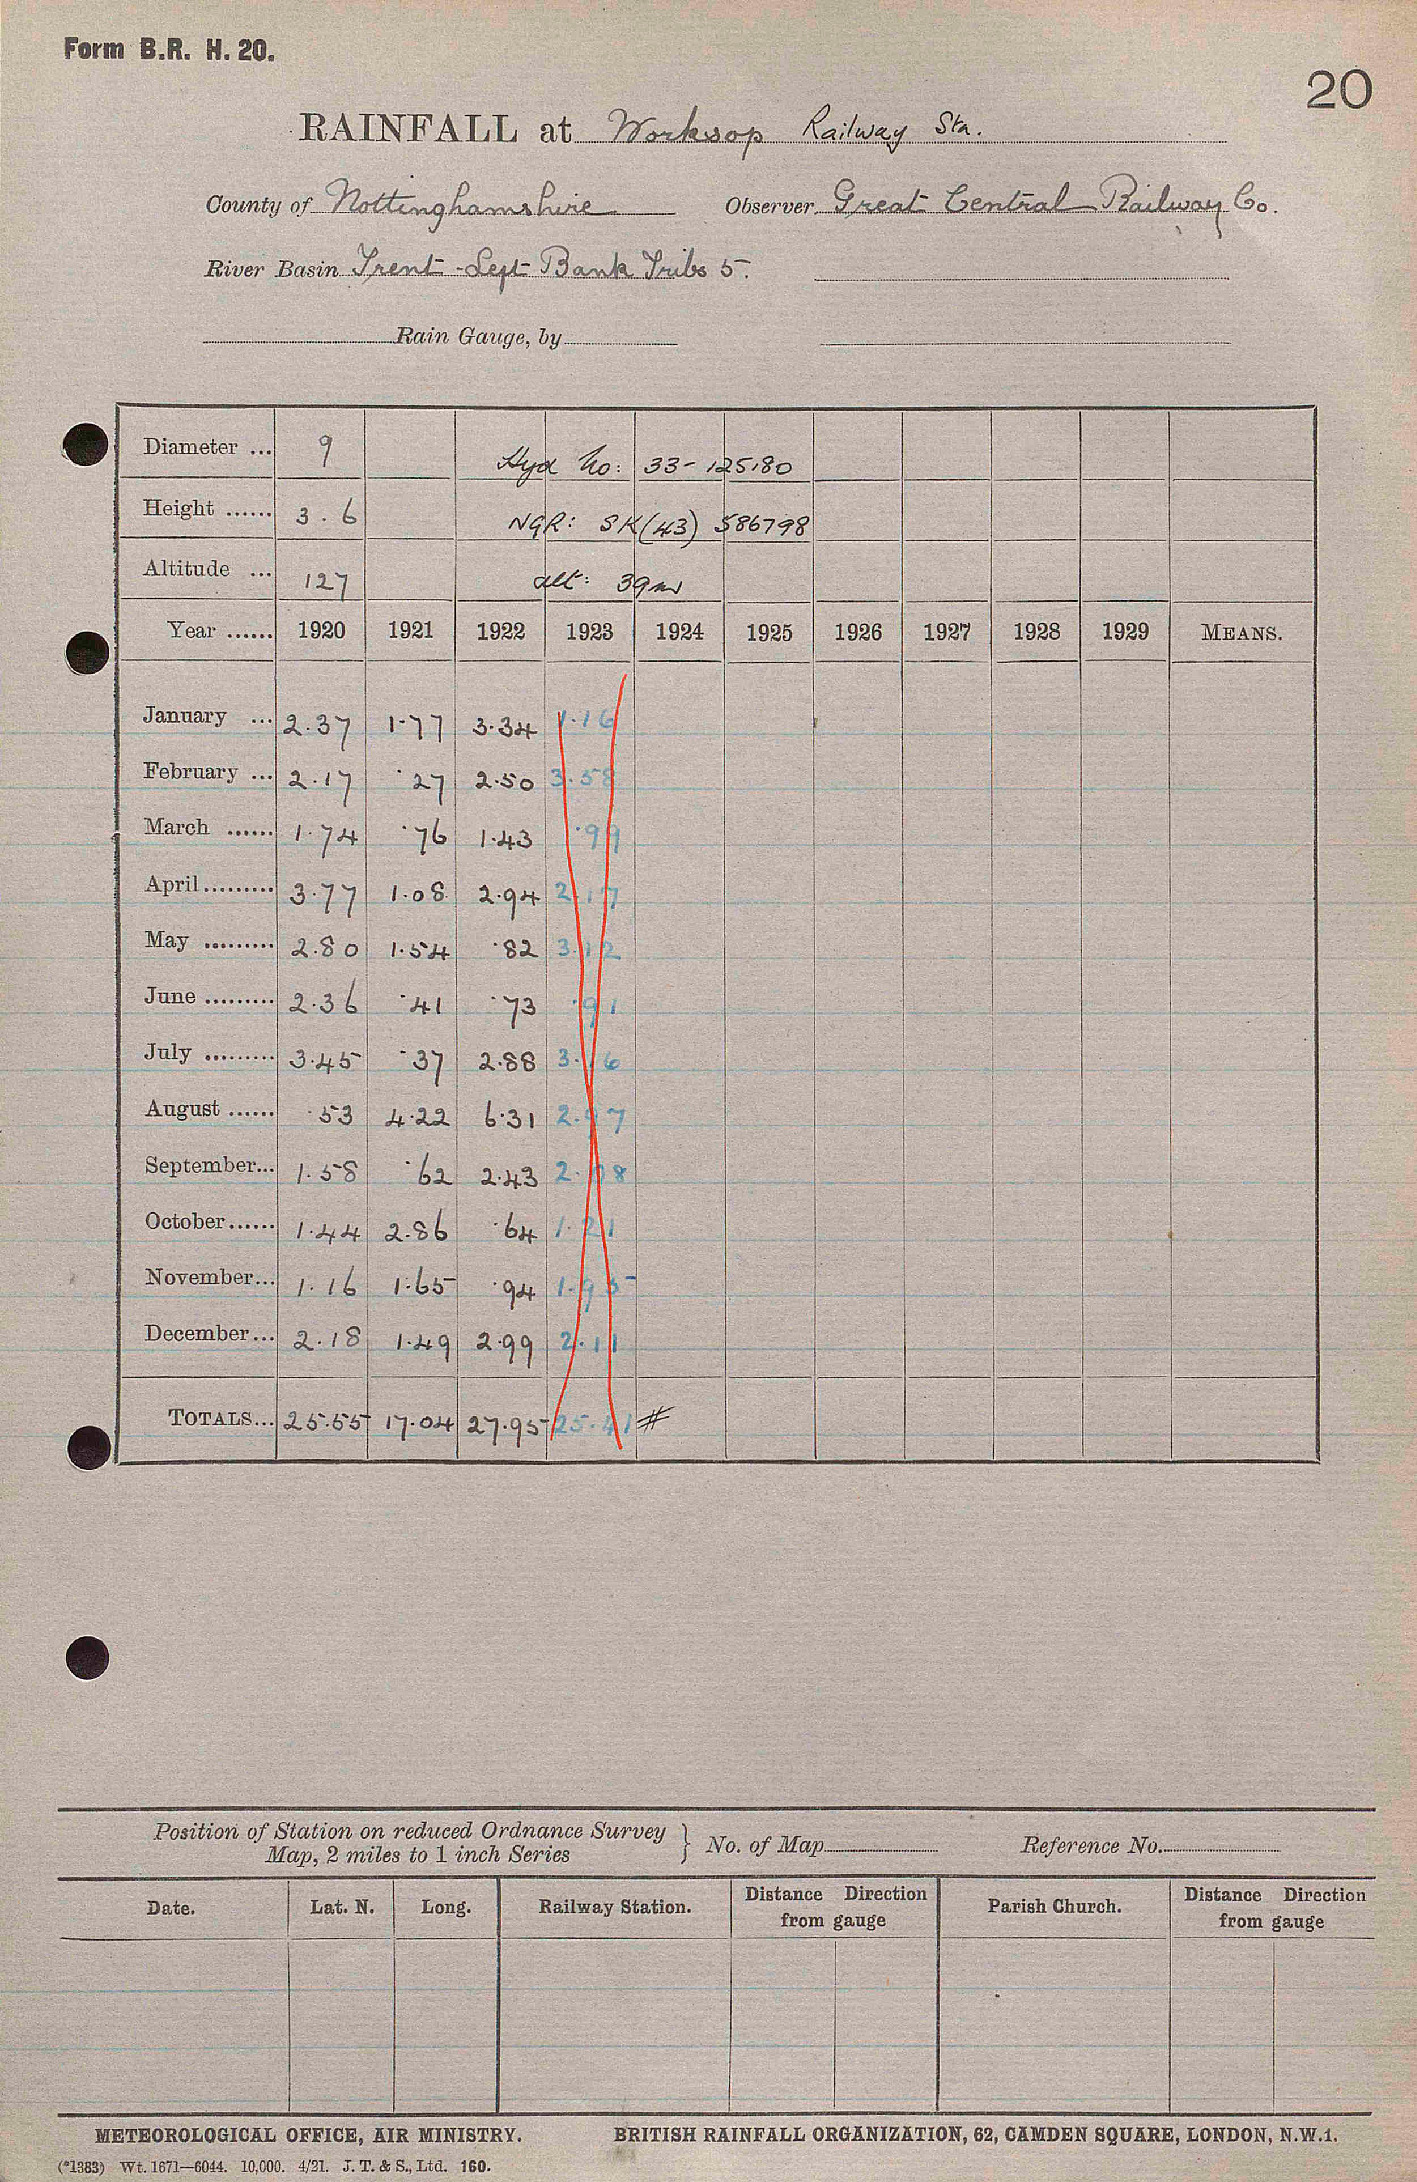 Form B.R. H. 20.
20
RAINFALL at Worksop Railway Sta.
County of Nottinghamshire Observer Great Central Railway Co.
River Basin Trent - Left Bank Tribs 5.
Rain Gauge, by
Diameter ... 9 Hyd No: 33- 125180
Height ...... 3.6 NGR: SK(43) 586798
Altitude ... 127 alt: 39m
Year ...... 1920 1921 1922 1923 1924 1925 1926 1927 1928 1929 MEANS.
January ... 2.37 1.77 3.34 1.16
February ... 2.17 .27 2.50 3.58
March ...... 1.74 .76 1.43 .99
April......... 3.77 1.08 2.94 2.17
May ......... 2.80 1.54 .82 3.12
June ......... 2.36 .41 .73 .91
July ......... 3.45 .37 2.88 3.16
August ...... .53 4.22 6.31 2.97
September... 1.58 .62 2.43 2.08
October...... 1.44 2.86 .64 1.21
November... 1.16 1.65 .94 1.95
December... 2.18 1.49 2.99 2.11
TOTALS... 25.55 17.04 27.95 25.41 #
Position of Station on reduced Ordnance Survey
Map, 2 miles to 1 inch Series } No. of Map Reference No.
Date. Lat. N. Long. Railway Station. Distance Direction from gauge Parish Church. Distance Direction from gauge
METEOROLOGICAL OFFICE, AIR MINISTRY. BRITISH RAINFALL ORGANIZATION, 62, CAMDEN SQUARE, LONDON, N.W.1.
(*1383) Wt. 1671—6044. 10,000. 4/21. J. T. & S., Ltd. 160.